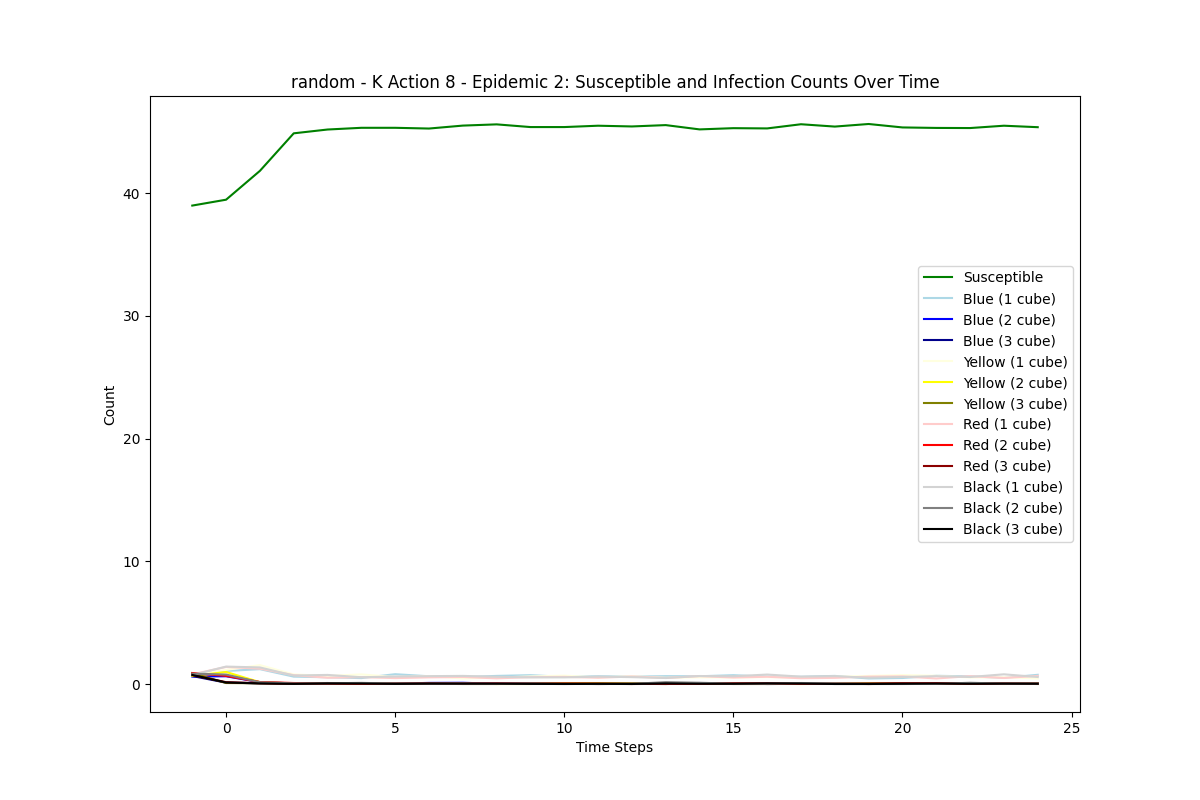 random - K Action 8 - Epidemic 2: Susceptible and Infection Counts Over Time
40
30
20
10
0
Count
Susceptible
Blue (1 cube)
Blue (2 cube)
Blue (3 cube)
Yellow (1 cube)
Yellow (2 cube)
Yellow (3 cube)
Red (1 cube)
Red (2 cube)
Red (3 cube)
Black (1 cube)
Black (2 cube)
Black (3 cube)
0 5 10 15 20 25
Time Steps